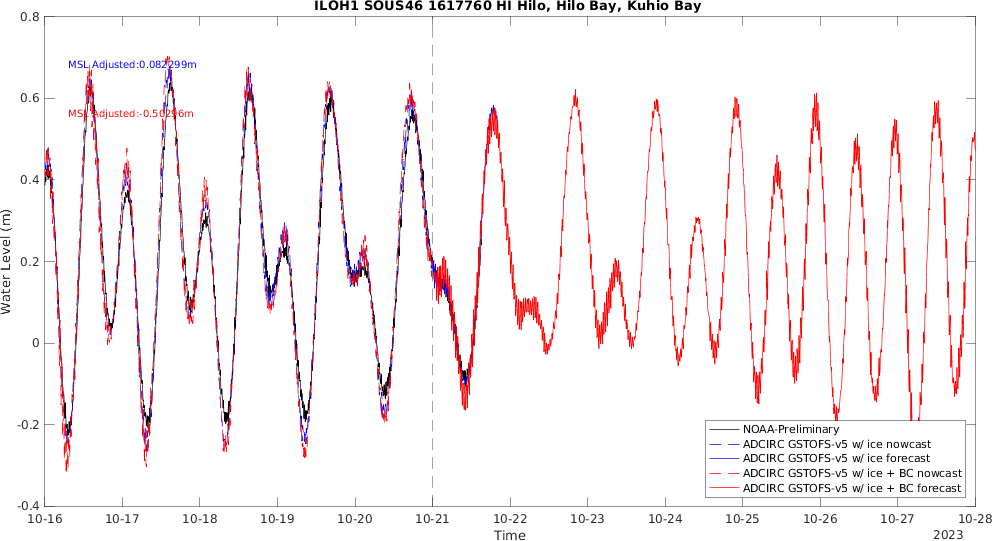 ILOH1 SOUS46 1617760 HI Hilo, Hilo Bay, Kuhio Bay
0.8
0.6
0.4
0.2
0
-0.2
-0.4
Water Level (m)
MSL Adjusted:0.082299m
MSL Adjusted:-0.50296m
NOAA-Preliminary
ADCIRC GSTOFS-v5 w/ ice nowcast
ADCIRC GSTOFS-v5 w/ ice forecast
ADCIRC GSTOFS-v5 w/ ice + BC nowcast
ADCIRC GSTOFS-v5 w/ ice + BC forecast
10-16 10-17 10-18 10-19 10-20 10-21 10-22 10-23 10-24 10-25 10-26 10-27 10-28
Time
2023